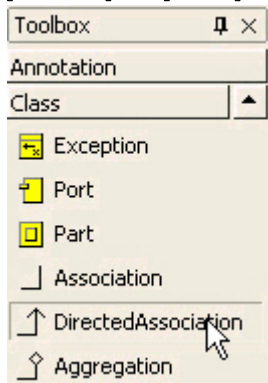 Toolbox
Annotation
Class
Exception
Port
Part
Association
DirectedAssociation
Aggregation